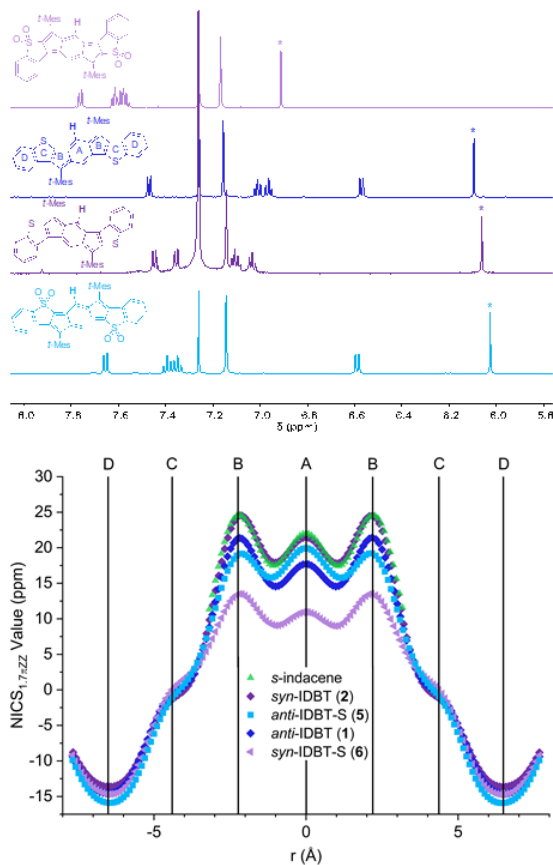 t-Mes
H
S
O
O
S
O
O
t-Mes
*
t-Mes
H
S
D
C
B
A
B
C
D
S
t-Mes
*
t-Mes
H
S
S
t-Mes
*
t-Mes
O
O
S
H
S
O
O
t-Mes
*
8.0 7.8 7.6 7.4 7.2 7.0 6.8 6.6 6.4 6.2 6.0 5.8
δ (ppm)
D C B A B C D
30
25
20
15
10
5
0
-5
-10
-15
NICS1.7πZZ Value (ppm)
s-indacene
syn-IDBT (2)
anti-IDBT-S (5)
anti-IDBT (1)
syn-IDBT-S (6)
-5 0 5
r (Å)